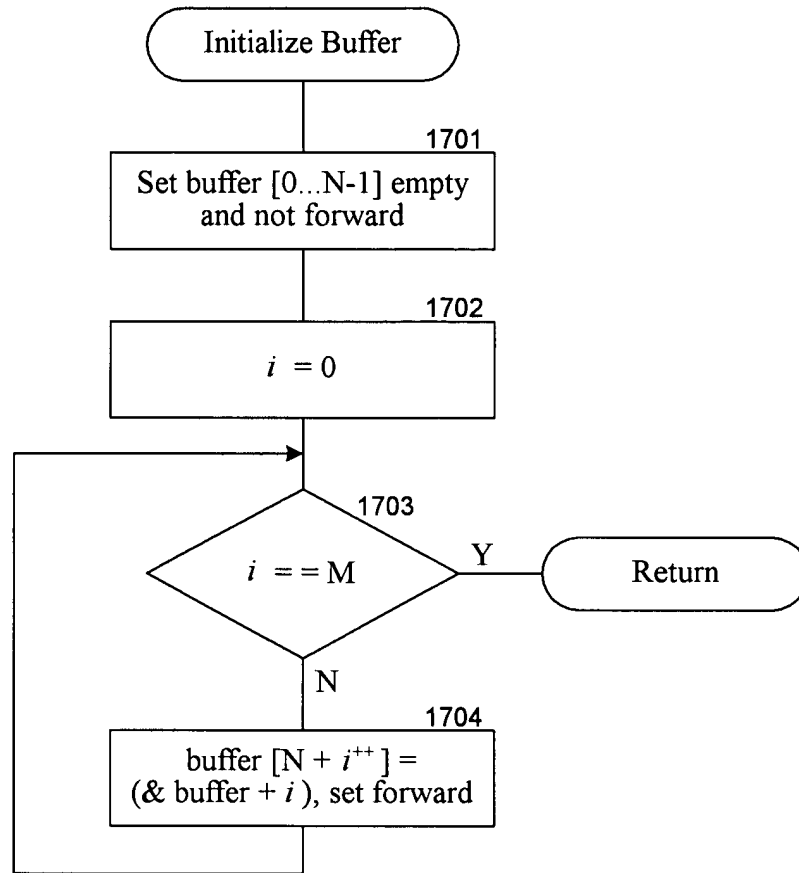 Initialize Buffer
1701
Set buffer [0...N-1] empty
and not forward
1702
i = 0
1703
i = = M
Y
Return
N
1704
buffer [N + i++] =
(& buffer + i ), set forward